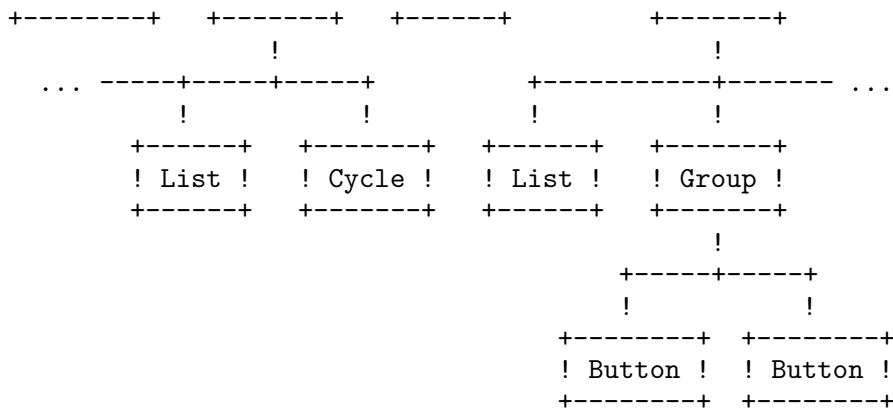 +--------+   +-------+   +------+         +-------+
                 !                            !
  ... -----+-----+-----+          +-----------+------- ...
           !           !          !           !
        +------+   +-------+   +------+   +-------+
        ! List !   ! Cycle !   ! List !   ! Group !
        +------+   +-------+   +------+   +-------+
                                              !
                                        +-----+-----+
                                        !           !
                                    +--------+  +--------+
                                    ! Button !  ! Button !
                                    +--------+  +--------+